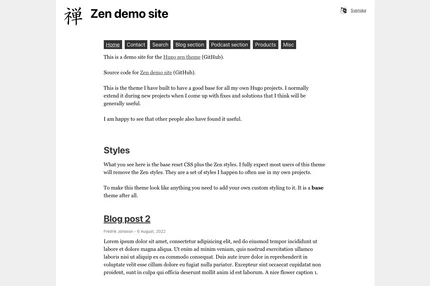 禅 Zen demo site
Svenska
Home Contact Search Blog section Podcast section Products Misc
This is a demo site for the Hugo zen theme (GitHub).
Source code for Zen demo site (GitHub).
This is the theme I have built to have a good base for all my own Hugo projects. I normally
extend it during new projects when I come up with fixes and solutions that I think will be
generally useful.
I am happy to see that other people also have found it useful.
Styles
What you see here is the base reset CSS plus the Zen styles. I fully expect most users of this theme
will remove the Zen styles. They are a set of styles I happen to often use in my own projects.
To make this theme look like anything you need to add your own custom styling to it. It is a base
theme after all.
Blog post 2
Fredrik Jonsson - 6 August, 2022
Lorem ipsum dolor sit amet, consectetur adipisicing elit, sed do eiusmod tempor incididunt ut
labore et dolore magna aliqua. Ut enim ad minim veniam, quis nostrud exercitation ullamco
laboris nisi ut aliquip ex ea commodo consequat. Duis aute irure dolor in reprehenderit in
voluptate velit esse cillum dolore eu fugiat nulla pariatur. Excepteur sint occaecat cupidatat non
proident, sunt in culpa qui officia deserunt mollit anim id est laborum. A nice flower caption 1.